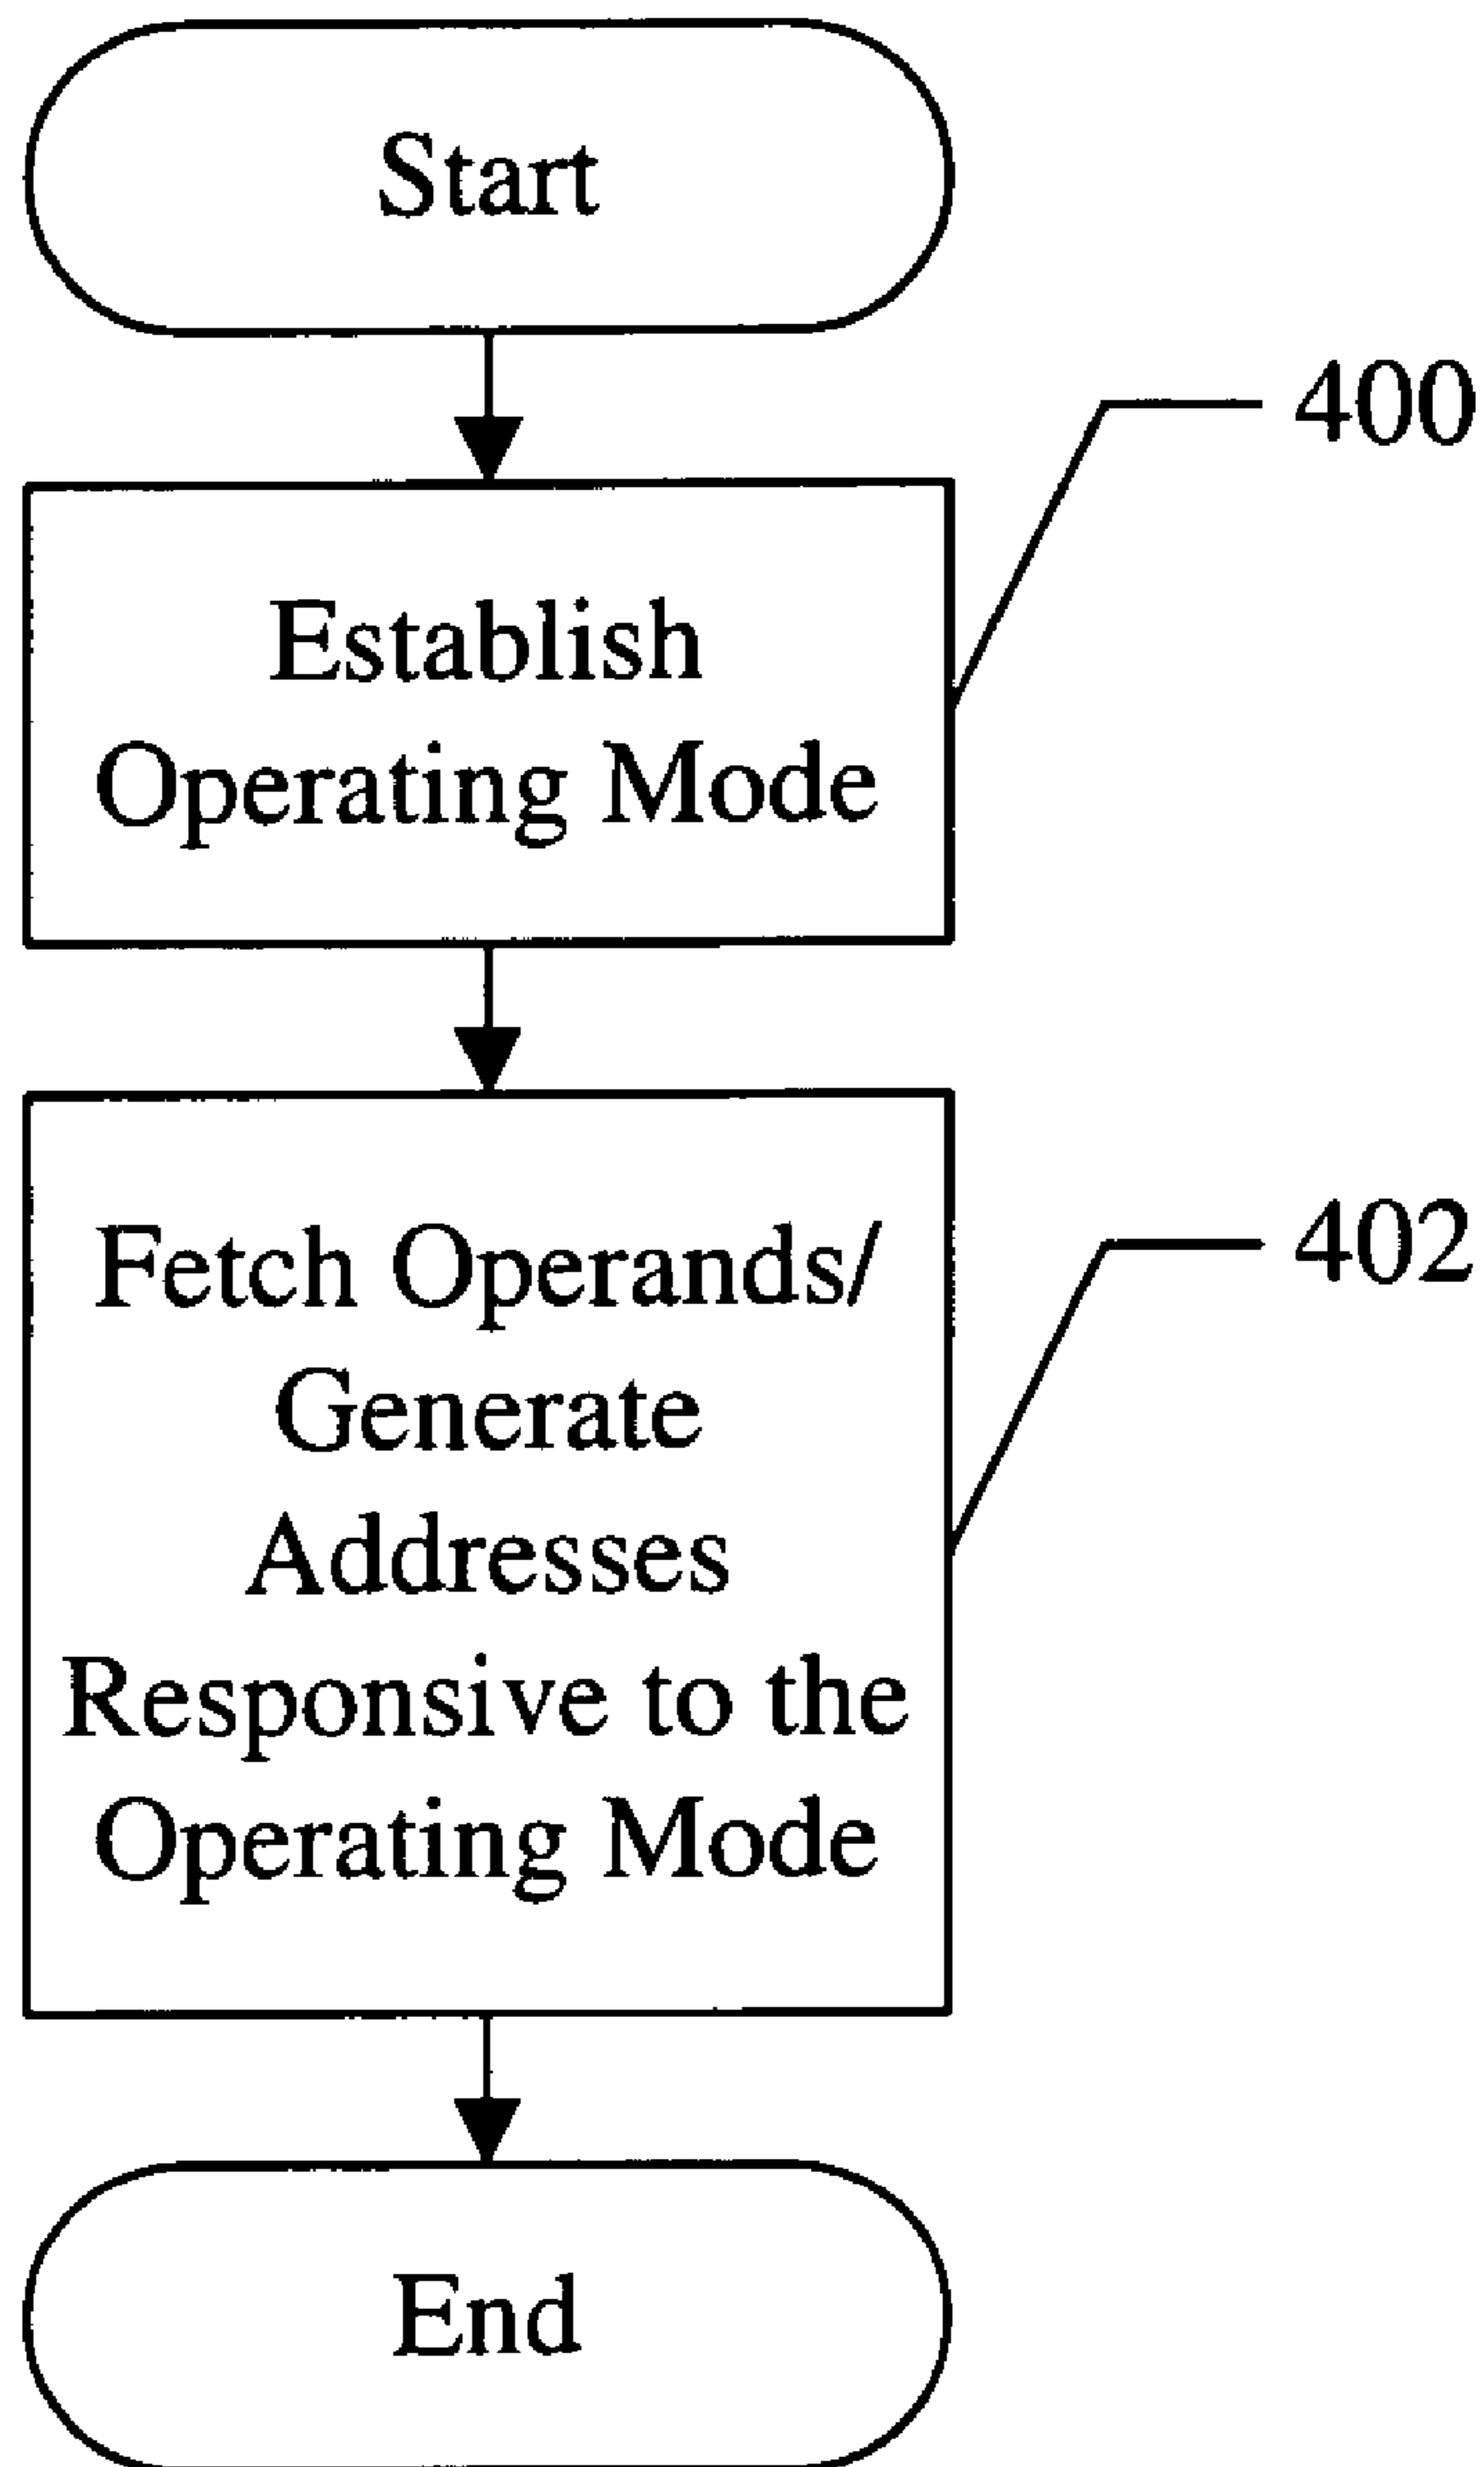 Start
400
Establish
Operating Mode
402
Fetch Operands/
Generate
Addresses
Responsive to the
Operating Mode
End